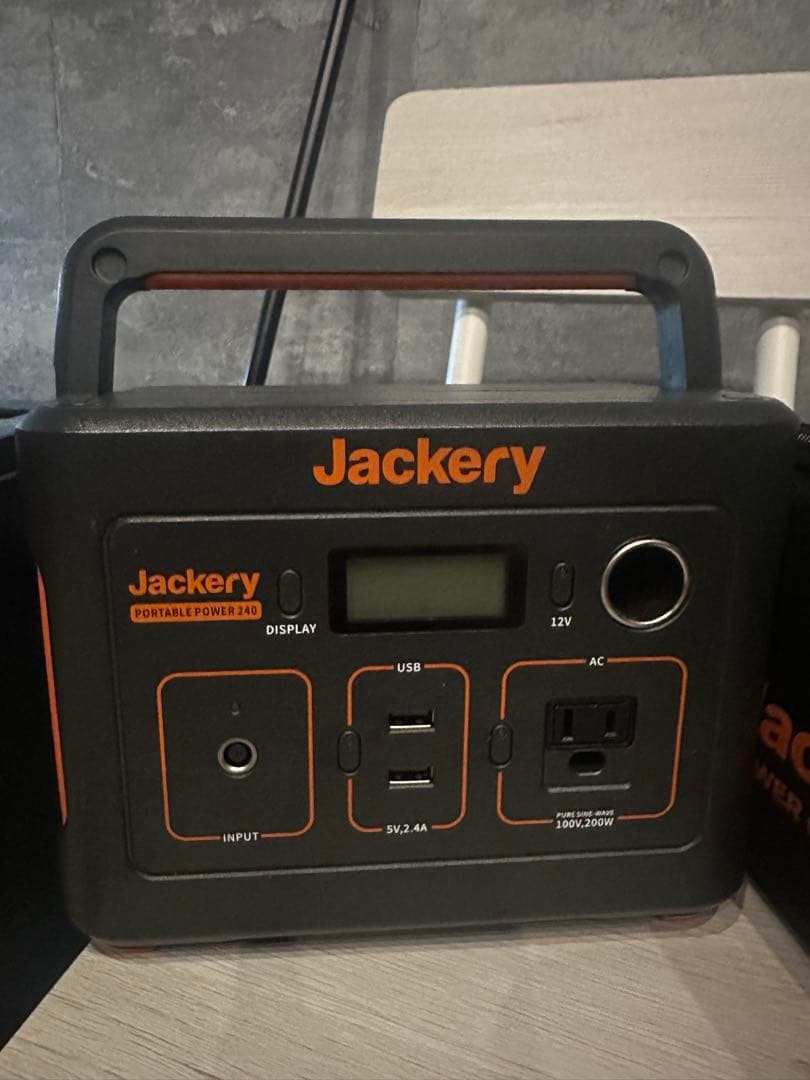 Jackery
Jackery
PORTABLE POWER 240
DISPLAY
12V
USB
AC
INPUT
5V,2.4A
PURE SINE-WAVE
100V,200W